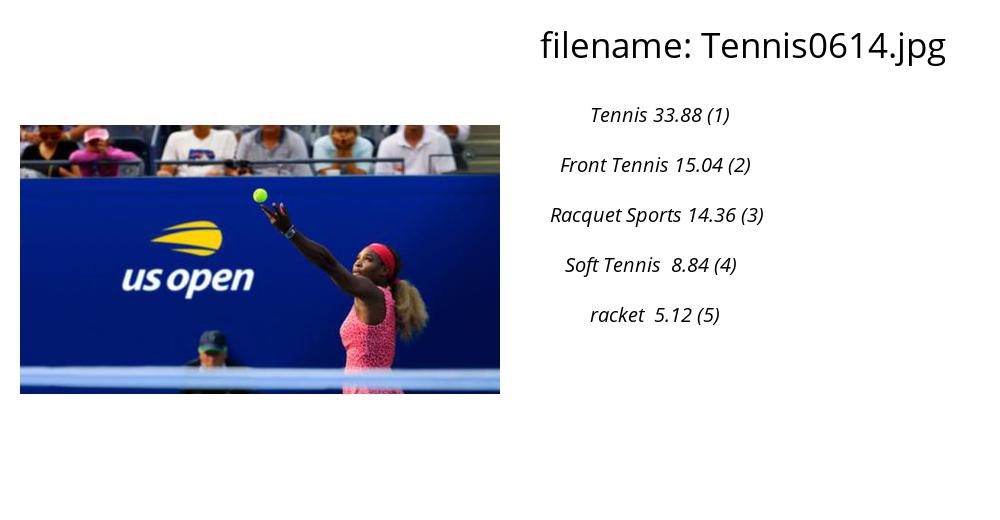 filename: Tennis0614.jpg
Tennis 33.88 (1)
Front Tennis 15.04 (2)
Racquet Sports 14.36 (3)
Soft Tennis 8.84 (4)
racket 5.12 (5)
us open